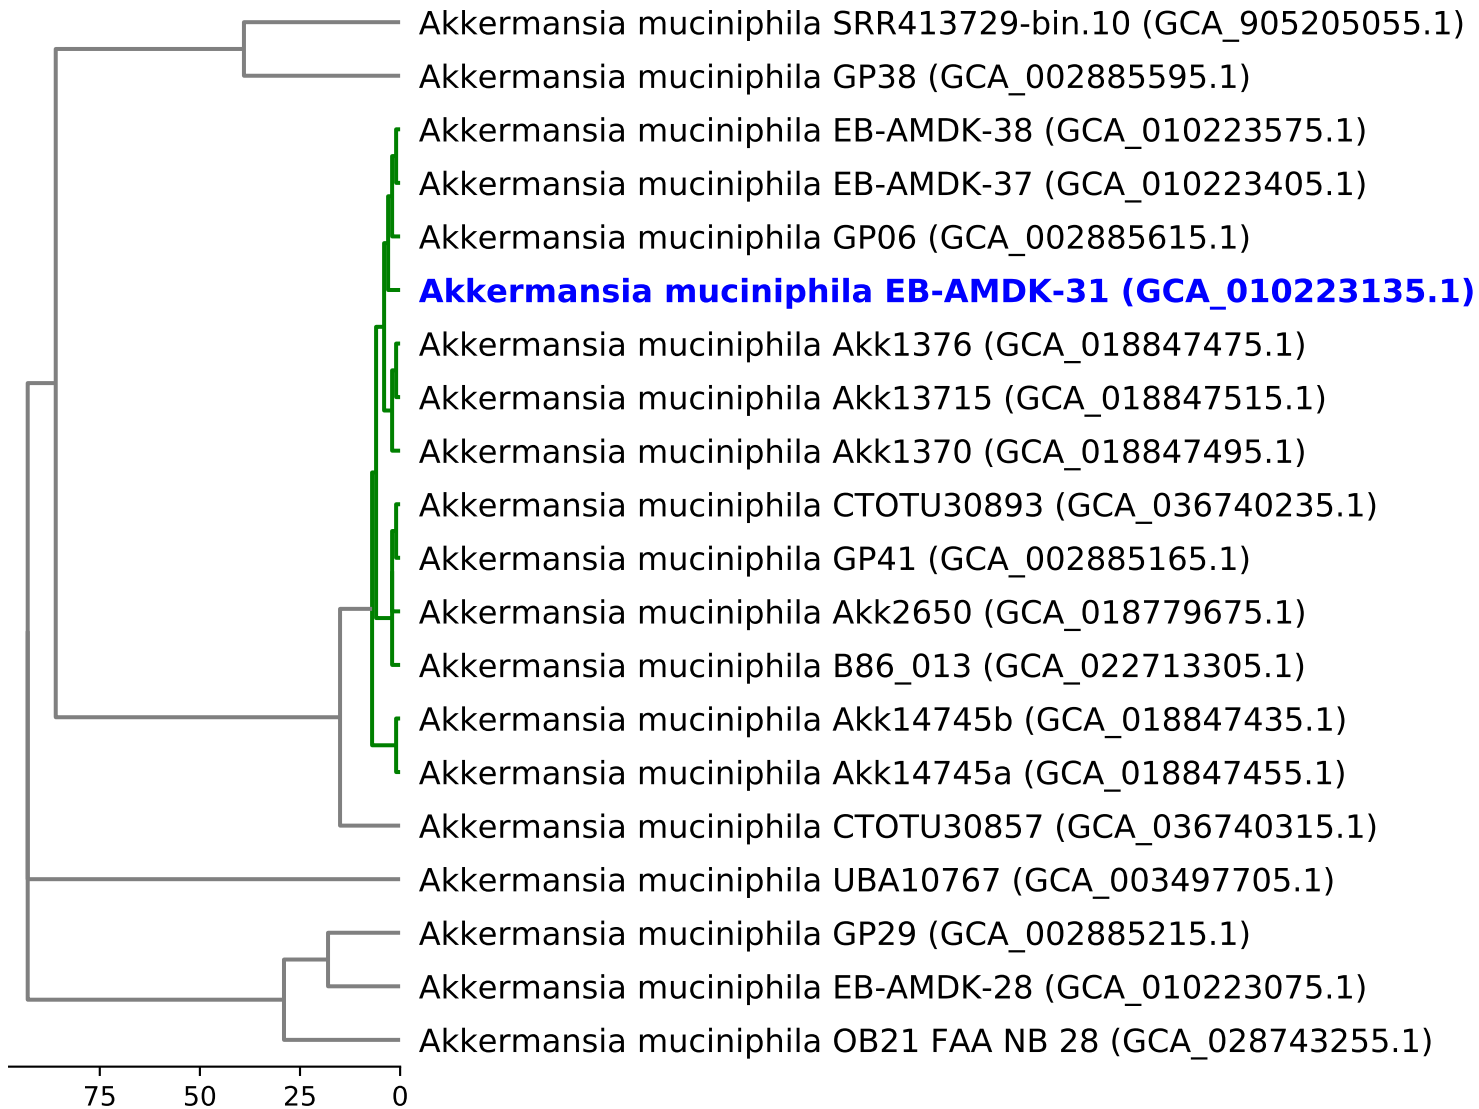 Akkermansia muciniphila SRR413729-bin.10 (GCA_905205055.1)
Akkermansia muciniphila GP38 (GCA_002885595.1)
Akkermansia muciniphila EB-AMDK-38 (GCA_010223575.1)
Akkermansia muciniphila EB-AMDK-37 (GCA_010223405.1)
Akkermansia muciniphila GP06 (GCA_002885615.1)
Akkermansia muciniphila EB-AMDK-31 (GCA_010223135.1)
Akkermansia muciniphila Akk1376 (GCA_018847475.1)
Akkermansia muciniphila Akk13715 (GCA_018847515.1)
Akkermansia muciniphila Akk1370 (GCA_018847495.1)
Akkermansia muciniphila CTOTU30893 (GCA_036740235.1)
Akkermansia muciniphila GP41 (GCA_002885165.1)
Akkermansia muciniphila Akk2650 (GCA_018779675.1)
Akkermansia muciniphila B86_013 (GCA_022713305.1)
Akkermansia muciniphila Akk14745b (GCA_018847435.1)
Akkermansia muciniphila Akk14745a (GCA_018847455.1)
Akkermansia muciniphila CTOTU30857 (GCA_036740315.1)
Akkermansia muciniphila UBA10767 (GCA_003497705.1)
Akkermansia muciniphila GP29 (GCA_002885215.1)
Akkermansia muciniphila EB-AMDK-28 (GCA_010223075.1)
Akkermansia muciniphila OB21 FAA NB 28 (GCA_028743255.1)
75 50 25 0